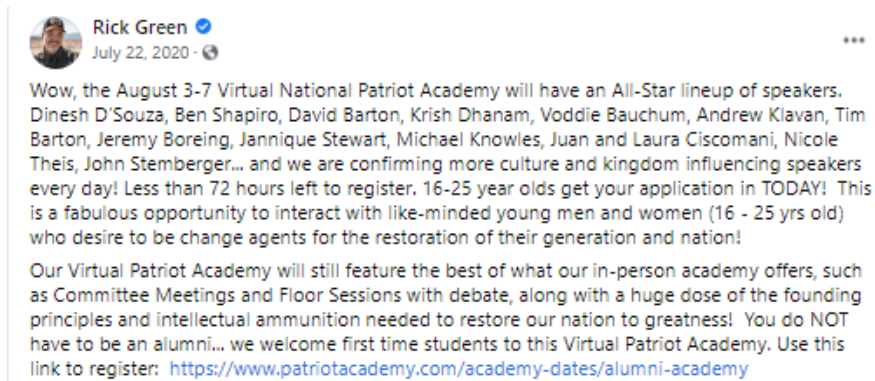 Rick Green
July 22, 2020 ·
...
Wow, the August 3-7 Virtual National Patriot Academy will have an All-Star lineup of speakers.
Dinesh D'Souza, Ben Shapiro, David Barton, Krish Dhanam, Voddie Bauchum, Andrew Klavan, Tim
Barton, Jeremy Boreing, Jannique Stewart, Michael Knowles, Juan and Laura Ciscomani, Nicole
Theis, John Stemberger... and we are confirming more culture and kingdom influencing speakers
every day! Less than 72 hours left to register. 16-25 year olds get your application in TODAY!  This
is a fabulous opportunity to interact with like-minded young men and women (16 - 25 yrs old)
who desire to be change agents for the restoration of their generation and nation!
Our Virtual Patriot Academy will still feature the best of what our in-person academy offers, such
as Committee Meetings and Floor Sessions with debate, along with a huge dose of the founding
principles and intellectual ammunition needed to restore our nation to greatness!  You do NOT
have to be an alumni... we welcome first time students to this Virtual Patriot Academy. Use this
link to register:  https://www.patriotacademy.com/academy-dates/alumni-academy